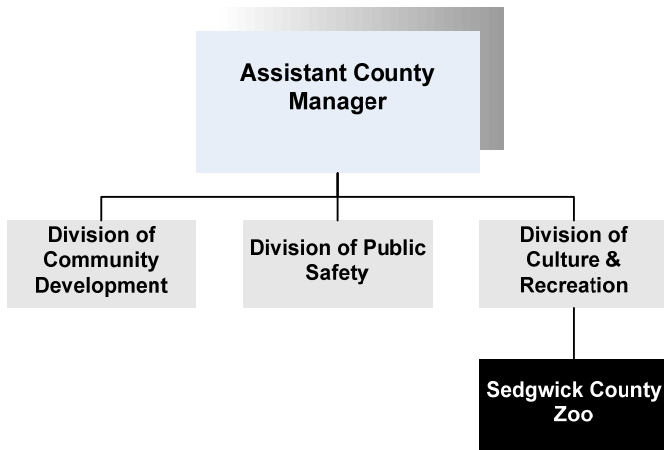 Assistant County
Manager
Division of
Community
Development
Division of Public
Safety
Division of
Culture &
Recreation
Sedgwick County
Zoo